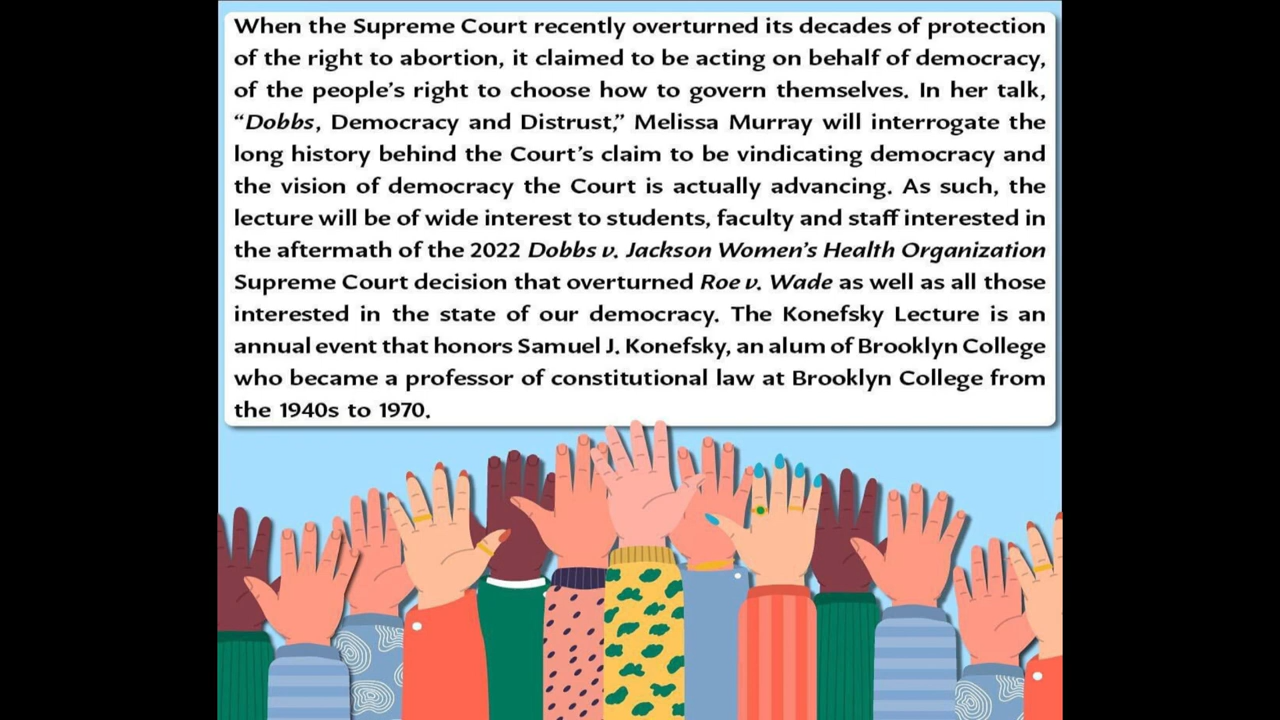 When the Supreme Court recently overturned its decades of protection
of the right to abortion, it claimed to be acting on behalf of democracy,
of the people’s right to choose how to govern themselves. In her talk,
“Dobbs, Democracy and Distrust,” Melissa Murray will interrogate the
long history behind the Court’s claim to be vindicating democracy and
the vision of democracy the Court is actually advancing. As such, the
lecture will be of wide interest to students, faculty and staff interested in
the aftermath of the 2022 Dobbs v. Jackson Women’s Health Organization
Supreme Court decision that overturned Roe v. Wade as well as all those
interested in the state of our democracy. The Konefsky Lecture is an
annual event that honors Samuel J. Konefsky, an alum of Brooklyn College
who became a professor of constitutional law at Brooklyn College from
the 1940s to 1970.